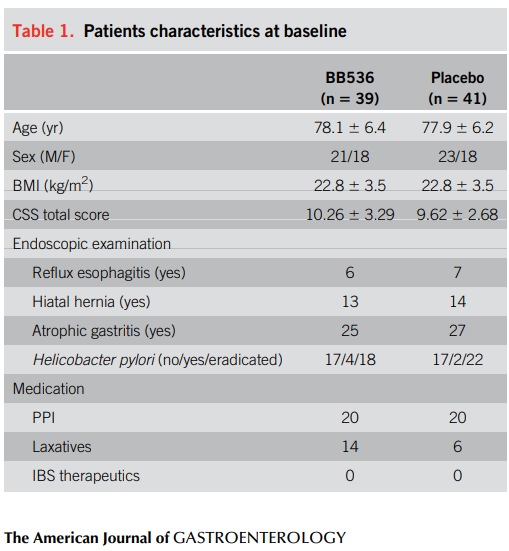 Table 1. Patients characteristics at baseline
BB536 Placebo
(n = 39) (n = 41)
Age (yr) 78.1 ± 6.4 77.9 ± 6.2
Sex (M/F) 21/18 23/18
BMI (kg/m²) 22.8 ± 3.5 22.8 ± 3.5
CSS total score 10.26 ± 3.29 9.62 ± 2.68
Endoscopic examination
Reflux esophagitis (yes) 6 7
Hiatal hernia (yes) 13 14
Atrophic gastritis (yes) 25 27
Helicobacter pylori (no/yes/eradicated) 17/4/18 17/2/22
Medication
PPI 20 20
Laxatives 14 6
IBS therapeutics 0 0
The American Journal of GASTROENTEROLOGY